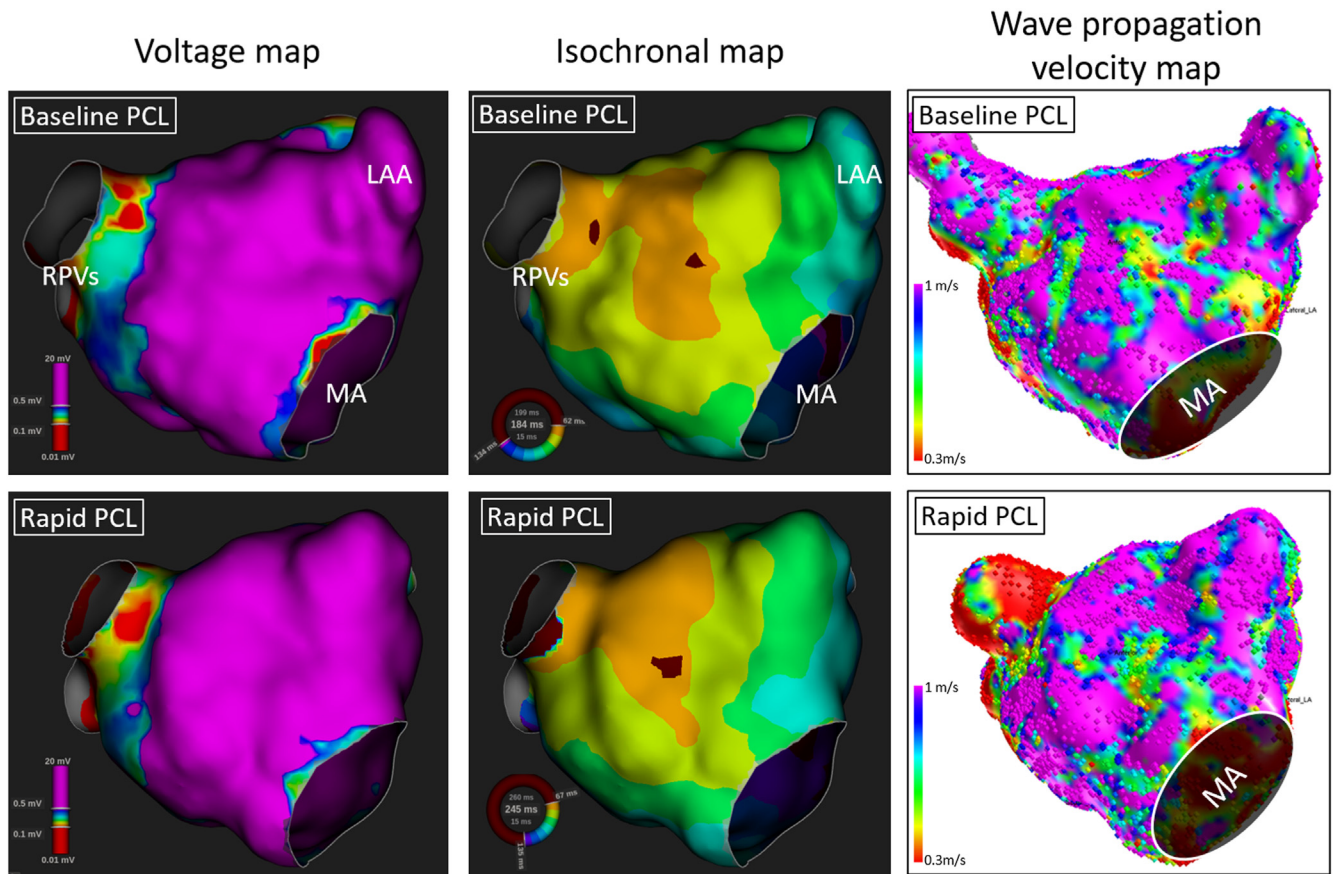 Voltage map
Isochronal map
Wave propagation
velocity map
Baseline PCL
LAA
RPVs
MA
20 mV
0.5 mV
0.1 mV
0.01 mV
Baseline PCL
LAA
RPVs
MA
199 ms
184 ms
15 ms
62 ms
134 ms
Baseline PCL
1 m/s
0.3m/s
Lateral_LA
MA
Rapid PCL
20 mV
0.5 mV
0.1 mV
0.01 mV
Rapid PCL
260 ms
245 ms
15 ms
67 ms
135 ms
Rapid PCL
1 m/s
0.3m/s
MA